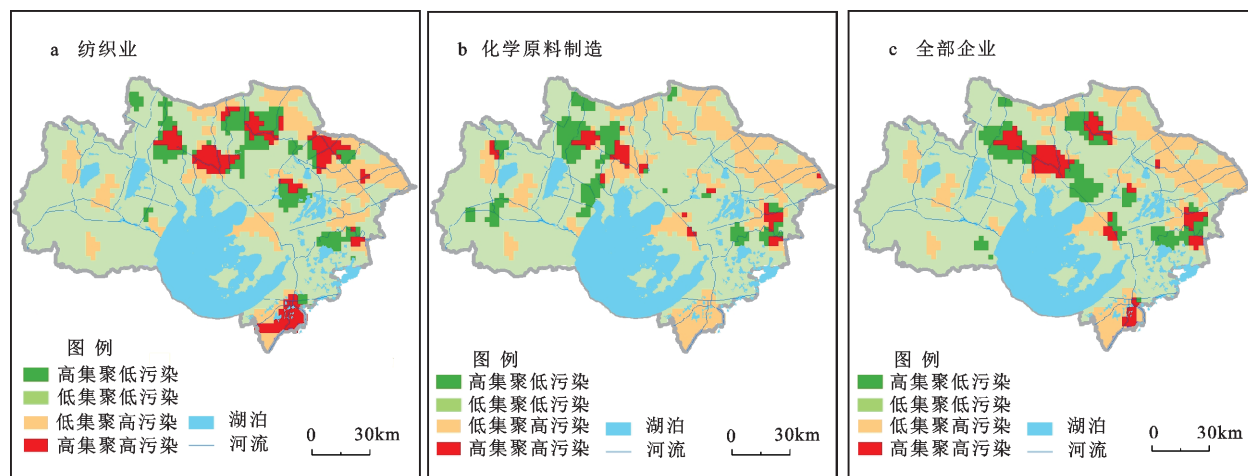 a 纺织业
图 例
高集聚低污染
低集聚低污染
低集聚高污染
高集聚高污染
湖泊
河流
0 30km
b 化学原料制造
图 例
高集聚低污染
低集聚低污染
低集聚高污染
高集聚高污染
湖泊
河流
0 30km
c 全部企业
图 例
高集聚低污染
低集聚低污染
低集聚高污染
高集聚高污染
湖泊
河流
0 30km